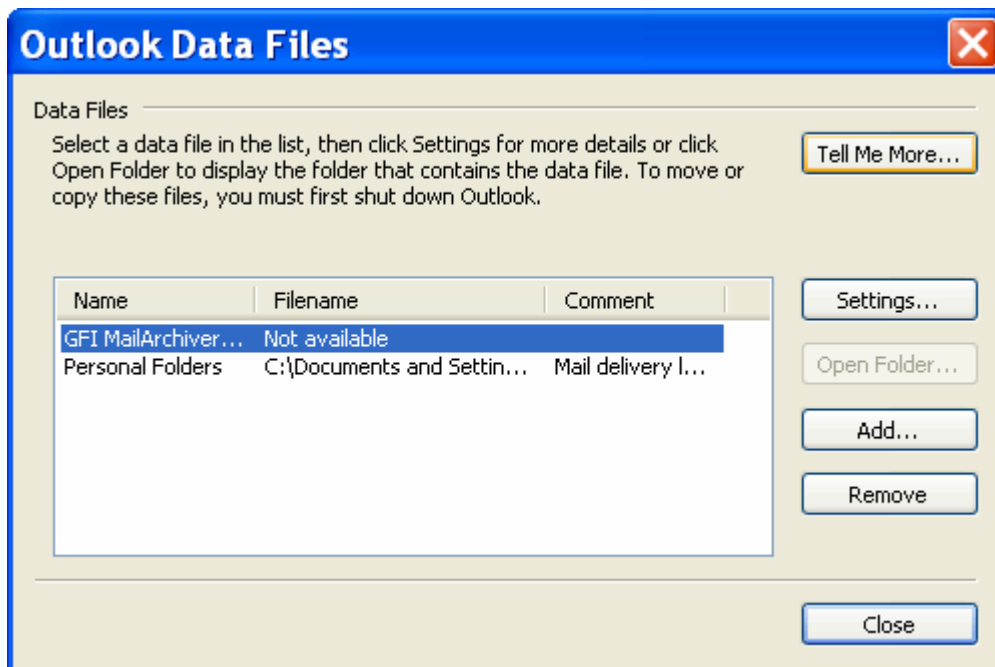 Outlook Data Files
Data Files
Select a data file in the list, then click Settings for more details or click
Open Folder to display the folder that contains the data file. To move or
copy these files, you must first shut down Outlook.
Tell Me More...
Name Filename Comment
GFI MailArchiver... Not available
Personal Folders C:\Documents and Settin... Mail delivery l...
Settings...
Open Folder...
Add...
Remove
Close